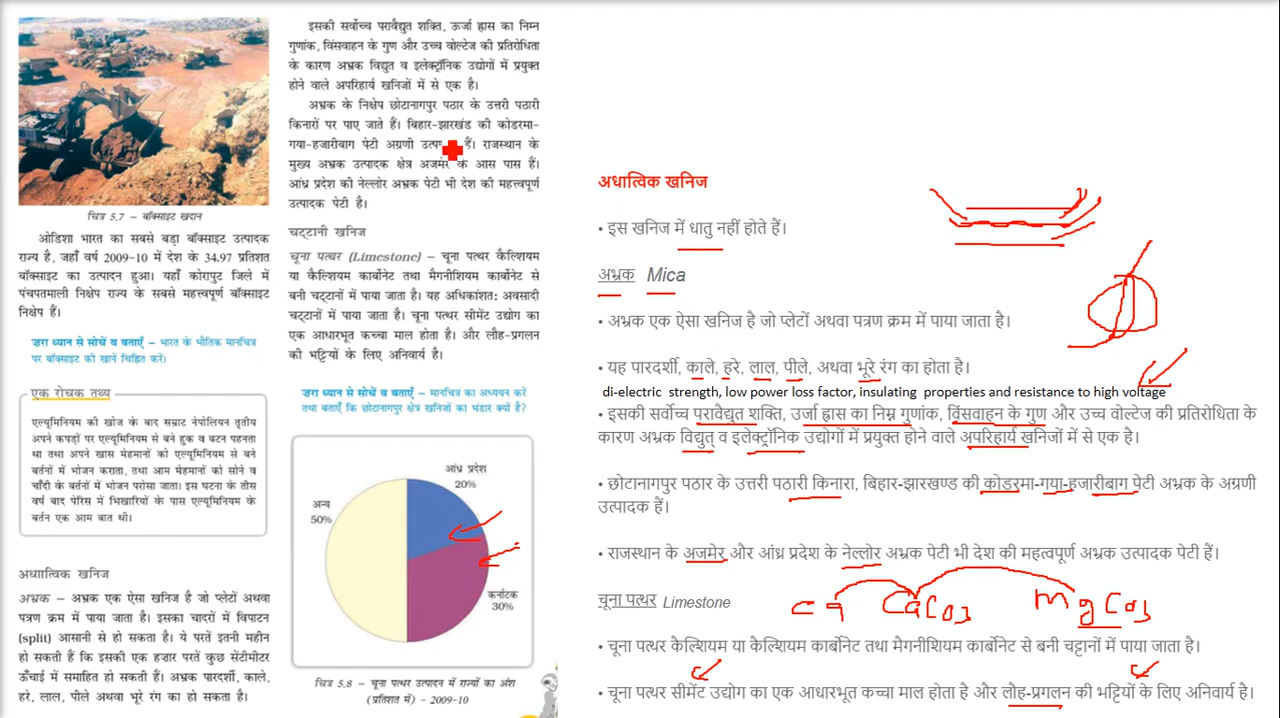 चित्र 5.7 – बॉक्साइट खदान
ओडिशा भारत का सबसे बड़ा बॉक्साइट उत्पादक
राज्य है, जहाँ वर्ष 2009-10 में देश के 34.97 प्रतिशत
बॉक्साइट का उत्पादन हुआ। यहाँ कोरापुट जिले में
पंचपतमाली निक्षेप राज्य के सबसे महत्त्वपूर्ण बॉक्साइट
निक्षेप हैं।
ज़रा ध्यान से सोचें व बताएँ – भारत के भौतिक मानचित्र
पर बॉक्साइट की खानें चिह्नित करें।
एक रोचक तथ्य
एल्यूमिनियम की खोज के बाद सम्राट नेपोलियन तृतीय
अपने कपड़ों पर एल्यूमिनियम से बने हुक व बटन पहनता
था तथा अपने खास मेहमानों को एल्यूमिनियम से बने
बर्तनों में भोजन कराता, तथा आम मेहमानों को सोने व
चाँदी के बर्तनों में भोजन परोसा जाता। इस घटना के तीस
वर्ष बाद पेरिस में भिखारियों के पास एल्यूमिनियम के
बर्तन एक आम बात थी।
अधाात्विक खनिज
अभ्रक – अभ्रक एक ऐसा खनिज है जो प्लेटों अथवा
पत्रण क्रम में पाया जाता है। इसका चादरों में विपाटन
(split) आसानी से हो सकता है। ये परतें इतनी महीन
हो सकती हैं कि इसकी एक हजार परतें कुछ सेंटीमीटर
ऊँचाई में समाहित हो सकती हैं। अभ्रक पारदर्शी, काले,
हरे, लाल, पीले अथवा भूरे रंग का हो सकता है।
इसकी सर्वोच्च परावैद्युत शक्ति, ऊर्जा ह्रास का निम्न
गुणांक, विंसवाहन के गुण और उच्च वोल्टेज की प्रतिरोधिता
के कारण अभ्रक विद्युत व इलेक्ट्रॉनिक उद्योगों में प्रयुक्त
होने वाले अपरिहार्य खनिजों में से एक है।
अभ्रक के निक्षेप छोटानागपुर पठार के उत्तरी पठारी
किनारों पर पाए जाते हैं। बिहार-झारखंड की कोडरमा-
गया-हजारीबाग पेटी अग्रणी हैं। राजस्थान के
मुख्य अभ्रक उत्पादक क्षेत्र अजमेर के आस पास हैं।
आंध्र प्रदेश की नेल्लोर अभ्रक पेटी भी देश की महत्त्वपूर्ण
उत्पादक पेटी है।
चट्टानी खनिज
चूना पत्थर (Limestone) – चूना पत्थर कैल्शियम
या कैल्शियम कार्बोनेट तथा मैगनीशियम कार्बोनेट से
बनी चट्टानों में पाया जाता है। यह अधिकांशत: अवसादी
चट्टानों में पाया जाता है। चूना पत्थर सीमेंट उद्योग का
एक आधारभूत कच्चा माल होता है। और लौह-प्रगलन
की भट्टियों के लिए अनिवार्य है।
ज़रा ध्यान से सोचें व बताएँ – मानचित्र का अध्ययन करें
तथा बताएँ कि छोटानागपुर क्षेत्र खनिजों का भंडार क्यों है?
आंध्र प्रदेश
20%
अन्य
50%
कर्नाटक
30%
चित्र 5.8 – चूना पत्थर उत्पादन में राज्यों का अंश
(प्रतिशत में) - 2009-10
अधात्विक खनिज
• इस खनिज में धातु नहीं होते हैं।
अभ्रक Mica
• अभ्रक एक ऐसा खनिज है जो प्लेटों अथवा पत्रण क्रम में पाया जाता है।
• यह पारदर्शी, काले, हरे, लाल, पीले, अथवा भूरे रंग का होता है।
di-electric strength, low power loss factor, insulating properties and resistance to high voltage
• इसकी सर्वोच्च परावैद्युत शक्ति, उर्जा ह्रास का निम्न गुणांक, विंसवाहन के गुण और उच्च वोल्टेज की प्रतिरोधिता के
कारण अभ्रक विद्युत् व इलेक्ट्रॉनिक उद्योगों में प्रयुक्त होने वाले अपरिहार्य खनिजों में से एक है।
• छोटानागपुर पठार के उत्तरी पठारी किनारा, बिहार-झारखण्ड की कोडरमा-गया-हजारीबाग पेटी अभ्रक के अग्रणी
उत्पादक हैं।
• राजस्थान के अजमेर और आंध्र प्रदेश के नेल्लोर अभ्रक पेटी भी देश की महत्वपूर्ण अभ्रक उत्पादक पेटी हैं।
चूना पत्थर Limestone
Ca CaCO3 MgCO3
• चूना पत्थर कैल्शियम या कैल्शियम कार्बोनेट तथा मैगनीशियम कार्बोनेट से बनी चट्टानों में पाया जाता है।
• चूना पत्थर सीमेंट उद्योग का एक आधारभूत कच्चा माल होता है और लौह-प्रगलन की भट्टियों के लिए अनिवार्य है।